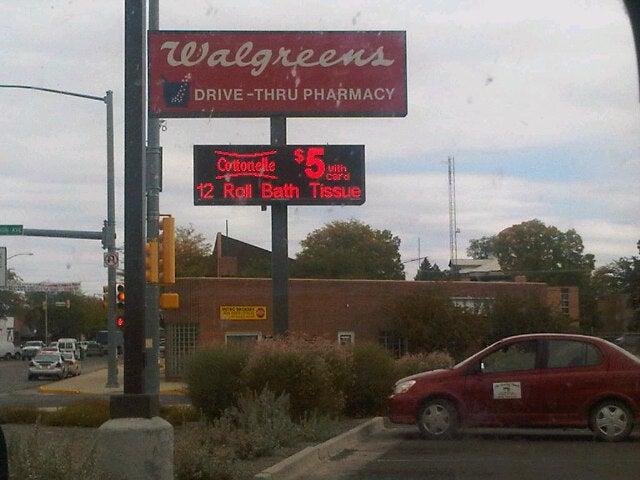 Walgreens
DRIVE-THRU PHARMACY
Cottonelle $5 with card
12 Roll Bath Tissue